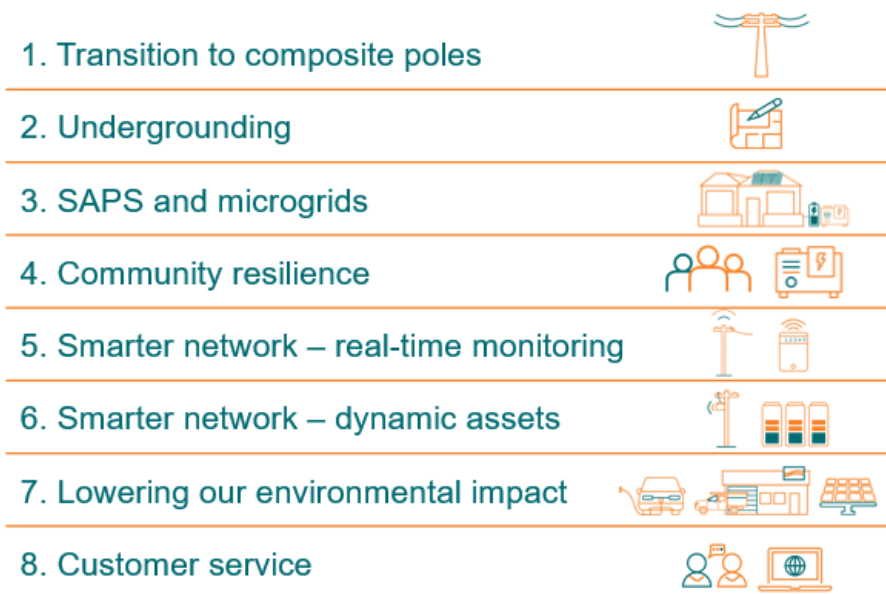 1. Transition to composite poles
2. Undergrounding
3. SAPS and microgrids
4. Community resilience
5. Smarter network – real-time monitoring
6. Smarter network – dynamic assets
7. Lowering our environmental impact
8. Customer service